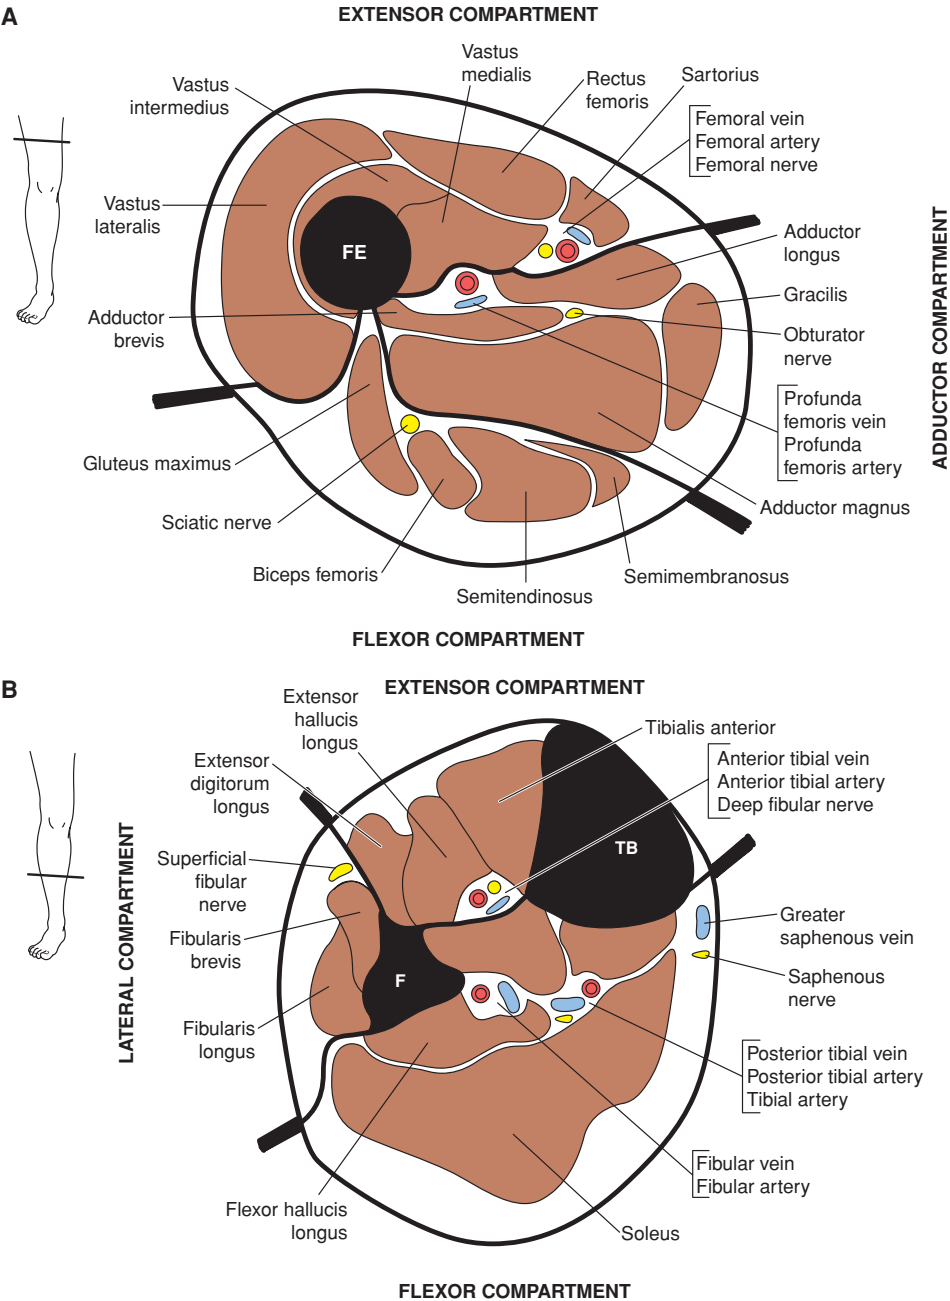 A
EXTENSOR COMPARTMENT
Vastus
medialis
Vastus
intermedius
Rectus
femoris
Sartorius
Femoral vein
Femoral artery
Femoral nerve
Vastus
lateralis
FE
Adductor
longus
Gracilis
Adductor
brevis
Obturator
nerve
ADDUCTOR COMPARTMENT
Profunda
femoris vein
Profunda
femoris artery
Gluteus maximus
Adductor magnus
Sciatic nerve
Biceps femoris
Semimembranosus
Semitendinosus
FLEXOR COMPARTMENT
B
EXTENSOR COMPARTMENT
Extensor
hallucis
longus
Tibialis anterior
Extensor
digitorum
longus
Anterior tibial vein
Anterior tibial artery
Deep fibular nerve
TB
LATERAL COMPARTMENT
Superficial
fibular
nerve
Greater
saphenous vein
Fibularis
brevis
F
Saphenous
nerve
Fibularis
longus
Posterior tibial vein
Posterior tibial artery
Tibial artery
Fibular vein
Fibular artery
Flexor hallucis
longus
Soleus
FLEXOR COMPARTMENT